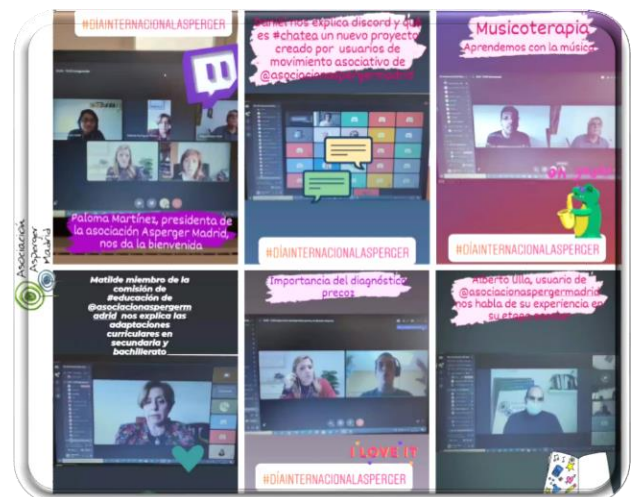 #DIAINTERNACIONALASPERGER
Paloma Martínez, presidenta de
la asociación Asperger Madrid,
nos da la bienvenida
nos explica discord y qué
es #chatea un nuevo proyecto
creado por usuarios de
movimiento asociativo de
@asociacionaspergermadrid
#DÍAINTERNACIONALASPERGER
Musicoterapia
Aprendemos con la música
#DÍAINTERNACIONALASPERGER
Asociación
Asperger
Madrid
Matilde miembro de la
comisión de
#educación de
@asociacionaspergerm
adrid nos explica las
adaptaciones
curriculares en
secundaria y
bachillerato
Importancia del diagnóstico
precoz
I LOVE IT
#DÍAINTERNACIONALASPERGER
Alberto Ulla, usuario de
@asociacionaspergermadrid
nos habla de su experiencia en
su etapa